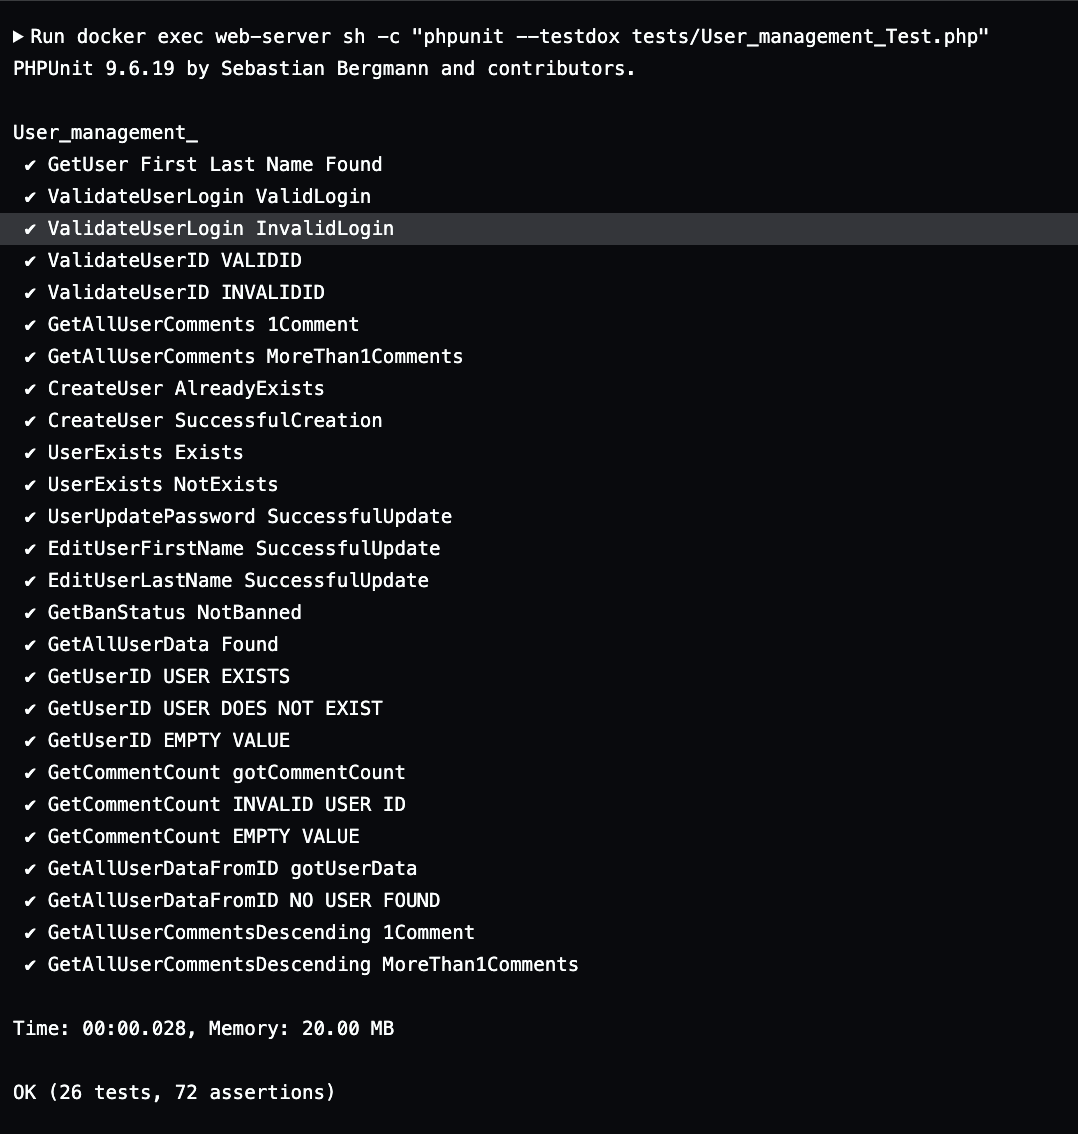 ▶ Run docker exec web-server sh -c "phpunit --testdox tests/User_management_Test.php"
PHPUnit 9.6.19 by Sebastian Bergmann and contributors.
User_management_
✔ GetUser First Last Name Found
✔ ValidateUserLogin ValidLogin
✔ ValidateUserLogin InvalidLogin
✔ ValidateUserID VALIDID
✔ ValidateUserID INVALIDID
✔ GetAllUserComments 1Comment
✔ GetAllUserComments MoreThan1Comments
✔ CreateUser AlreadyExists
✔ CreateUser SuccessfulCreation
✔ UserExists Exists
✔ UserExists NotExists
✔ UserUpdatePassword SuccessfulUpdate
✔ EditUserFirstName SuccessfulUpdate
✔ EditUserLastName SuccessfulUpdate
✔ GetBanStatus NotBanned
✔ GetAllUserData Found
✔ GetUserID USER EXISTS
✔ GetUserID USER DOES NOT EXIST
✔ GetUserID EMPTY VALUE
✔ GetCommentCount gotCommentCount
✔ GetCommentCount INVALID USER ID
✔ GetCommentCount EMPTY VALUE
✔ GetAllUserDataFromID gotUserData
✔ GetAllUserDataFromID NO USER FOUND
✔ GetAllUserCommentsDescending 1Comment
✔ GetAllUserCommentsDescending MoreThan1Comments
Time: 00:00.028, Memory: 20.00 MB
OK (26 tests, 72 assertions)